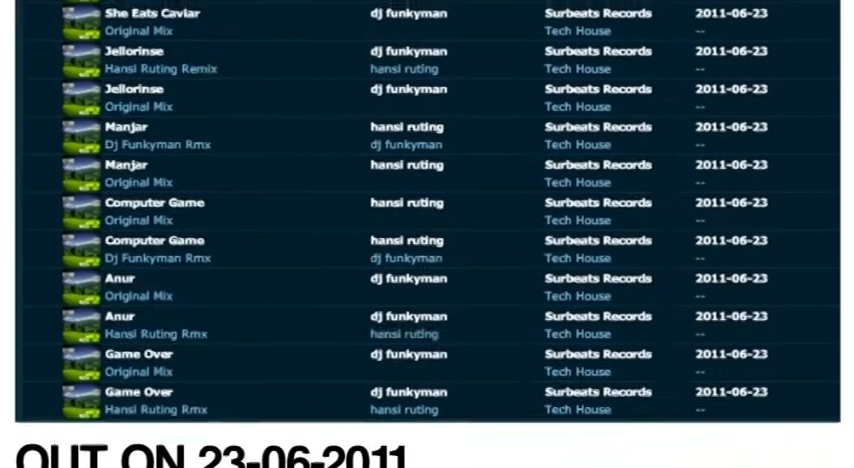 She Eats Caviar dj funkyman Surbeats Records 2011-06-23
Original Mix Tech House --
Jellorinse dj funkyman Surbeats Records 2011-06-23
Hansi Ruting Remix hansi ruting Tech House --
Jellorinse dj funkyman Surbeats Records 2011-06-23
Original Mix Tech House --
Manjar hansi ruting Surbeats Records 2011-06-23
Dj Funkyman Rmx dj funkyman Tech House --
Manjar hansi ruting Surbeats Records 2011-06-23
Original Mix Tech House --
Computer Game hansi ruting Surbeats Records 2011-06-23
Original Mix Tech House --
Computer Game hansi ruting Surbeats Records 2011-06-23
Dj Funkyman Rmx dj funkyman Tech House --
Anur dj funkyman Surbeats Records 2011-06-23
Original Mix Tech House --
Anur dj funkyman Surbeats Records 2011-06-23
Hansi Ruting Rmx hansi ruting Tech House --
Game Over dj funkyman Surbeats Records 2011-06-23
Original Mix Tech House --
Game Over dj funkyman Surbeats Records 2011-06-23
Hansi Ruting Rmx hansi ruting Tech House --
OUT ON 23-06-2011